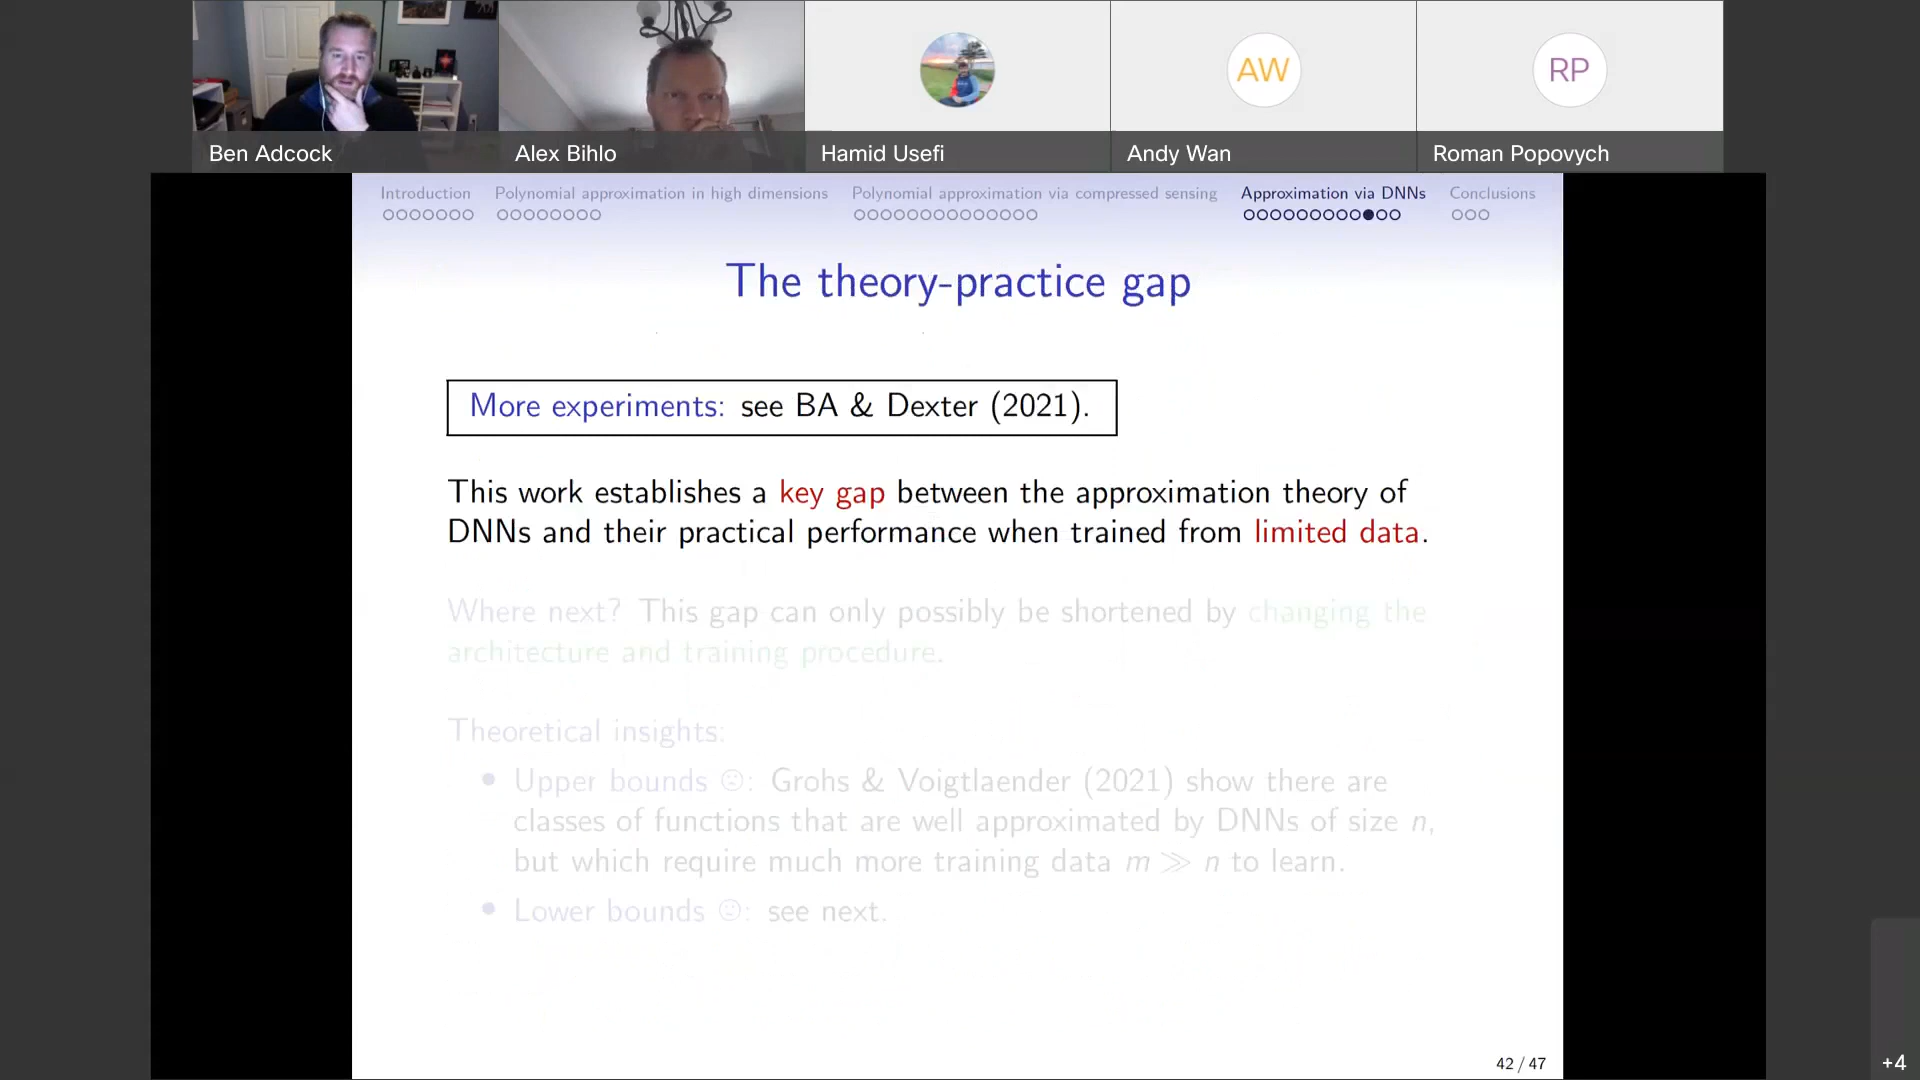 Ben Adcock
Alex Bihlo
Hamid Usefi
AW
Andy Wan
RP
Roman Popovych
Introduction
Polynomial approximation in high dimensions
Polynomial approximation via compressed sensing
Approximation via DNNs
Conclusions
The theory-practice gap
More experiments: see BA & Dexter (2021).
This work establishes a key gap between the approximation theory of
DNNs and their practical performance when trained from limited data.
Where next? This gap can only possibly be shortened by changing the
architecture and training procedure.
Theoretical insights:
• Upper bounds ☹: Grohs & Voigtlaender (2021) show there are
classes of functions that are well approximated by DNNs of size n,
but which require much more training data m ≫ n to learn.
• Lower bounds ☺: see next.
42 / 47
+4